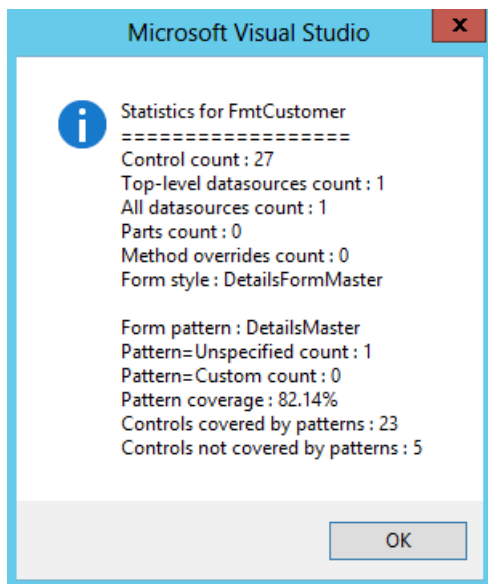 Microsoft Visual Studio
x
Statistics for FmtCustomer
==================
Control count : 27
Top-level datasources count : 1
All datasources count : 1
Parts count : 0
Method overrides count : 0
Form style : DetailsFormMaster
Form pattern : DetailsMaster
Pattern=Unspecified count : 1
Pattern=Custom count : 0
Pattern coverage : 82.14%
Controls covered by patterns : 23
Controls not covered by patterns : 5
OK